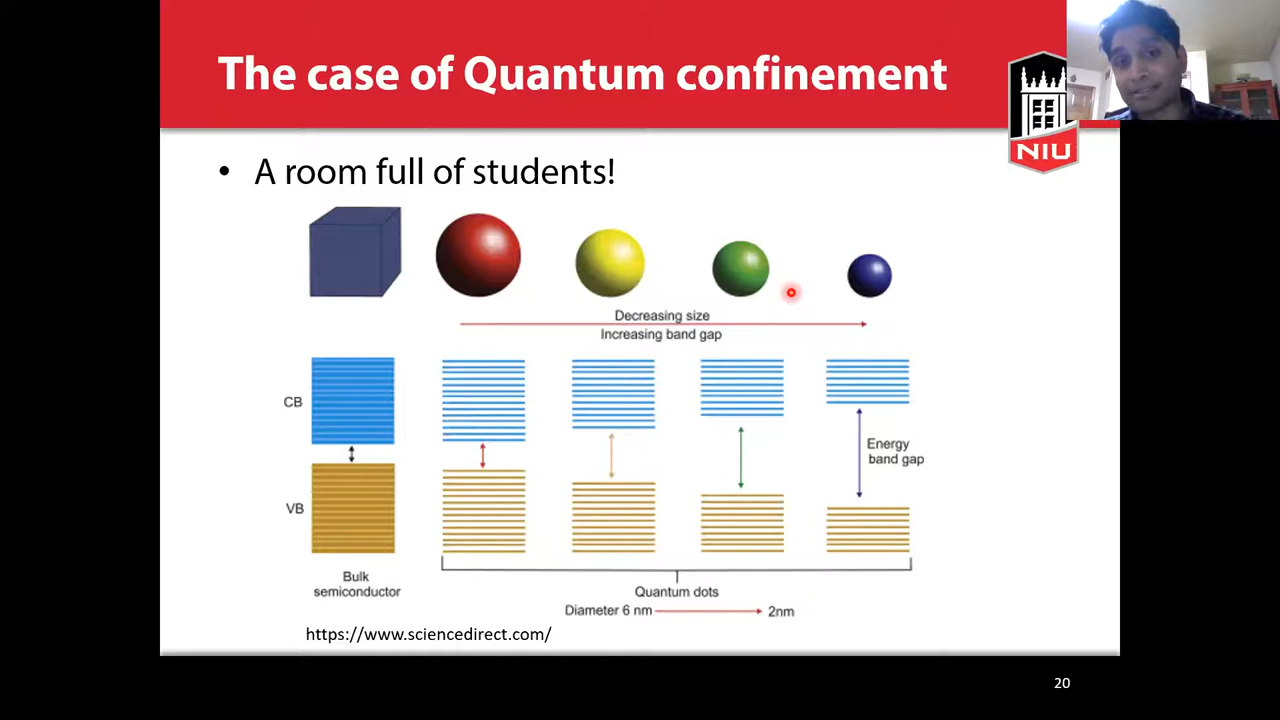 The case of Quantum confinement
NIU
• A room full of students!
Decreasing size
Increasing band gap
CB
Energy
band gap
VB
Bulk
semiconductor
Quantum dots
Diameter 6 nm
2nm
https://www.sciencedirect.com/
20